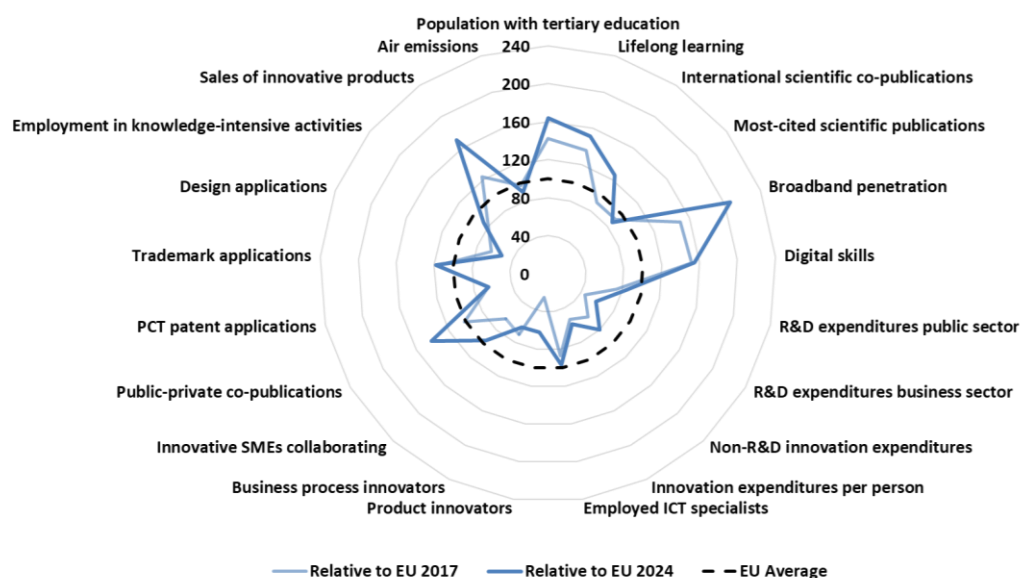 Population with tertiary education
Air emissions
240
Lifelong learning
Sales of innovative products
200
International scientific co-publications
Employment in knowledge-intensive activities
160
Most-cited scientific publications
120
Design applications
80
Broadband penetration
40
Trademark applications
0
Digital skills
PCT patent applications
R&D expenditures public sector
Public-private co-publications
R&D expenditures business sector
Innovative SMEs collaborating
Non-R&D innovation expenditures
Business process innovators
Innovation expenditures per person
Product innovators
Employed ICT specialists
Relative to EU 2017
Relative to EU 2024
EU Average